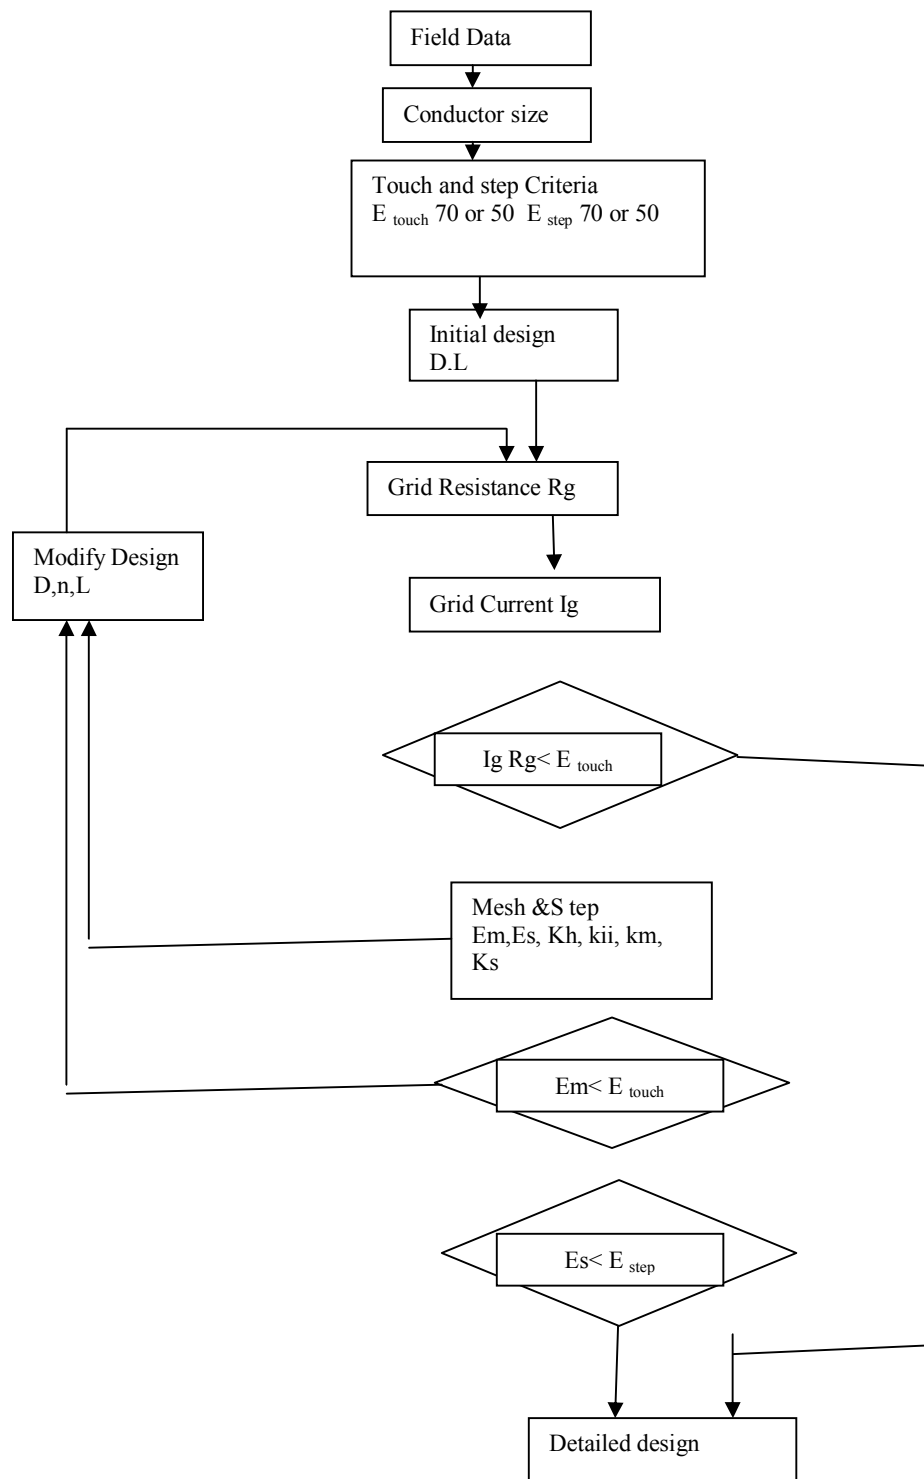 Field Data
Conductor size
Touch and step Criteria
E touch 70 or 50 E step 70 or 50
Initial design
D.L
Grid Resistance Rg
Modify Design
D,n,L
Grid Current Ig
Ig Rg< E touch
Mesh &S tep
Em,Es, Kh, kii, km,
Ks
Em< E touch
Es< E step
Detailed design